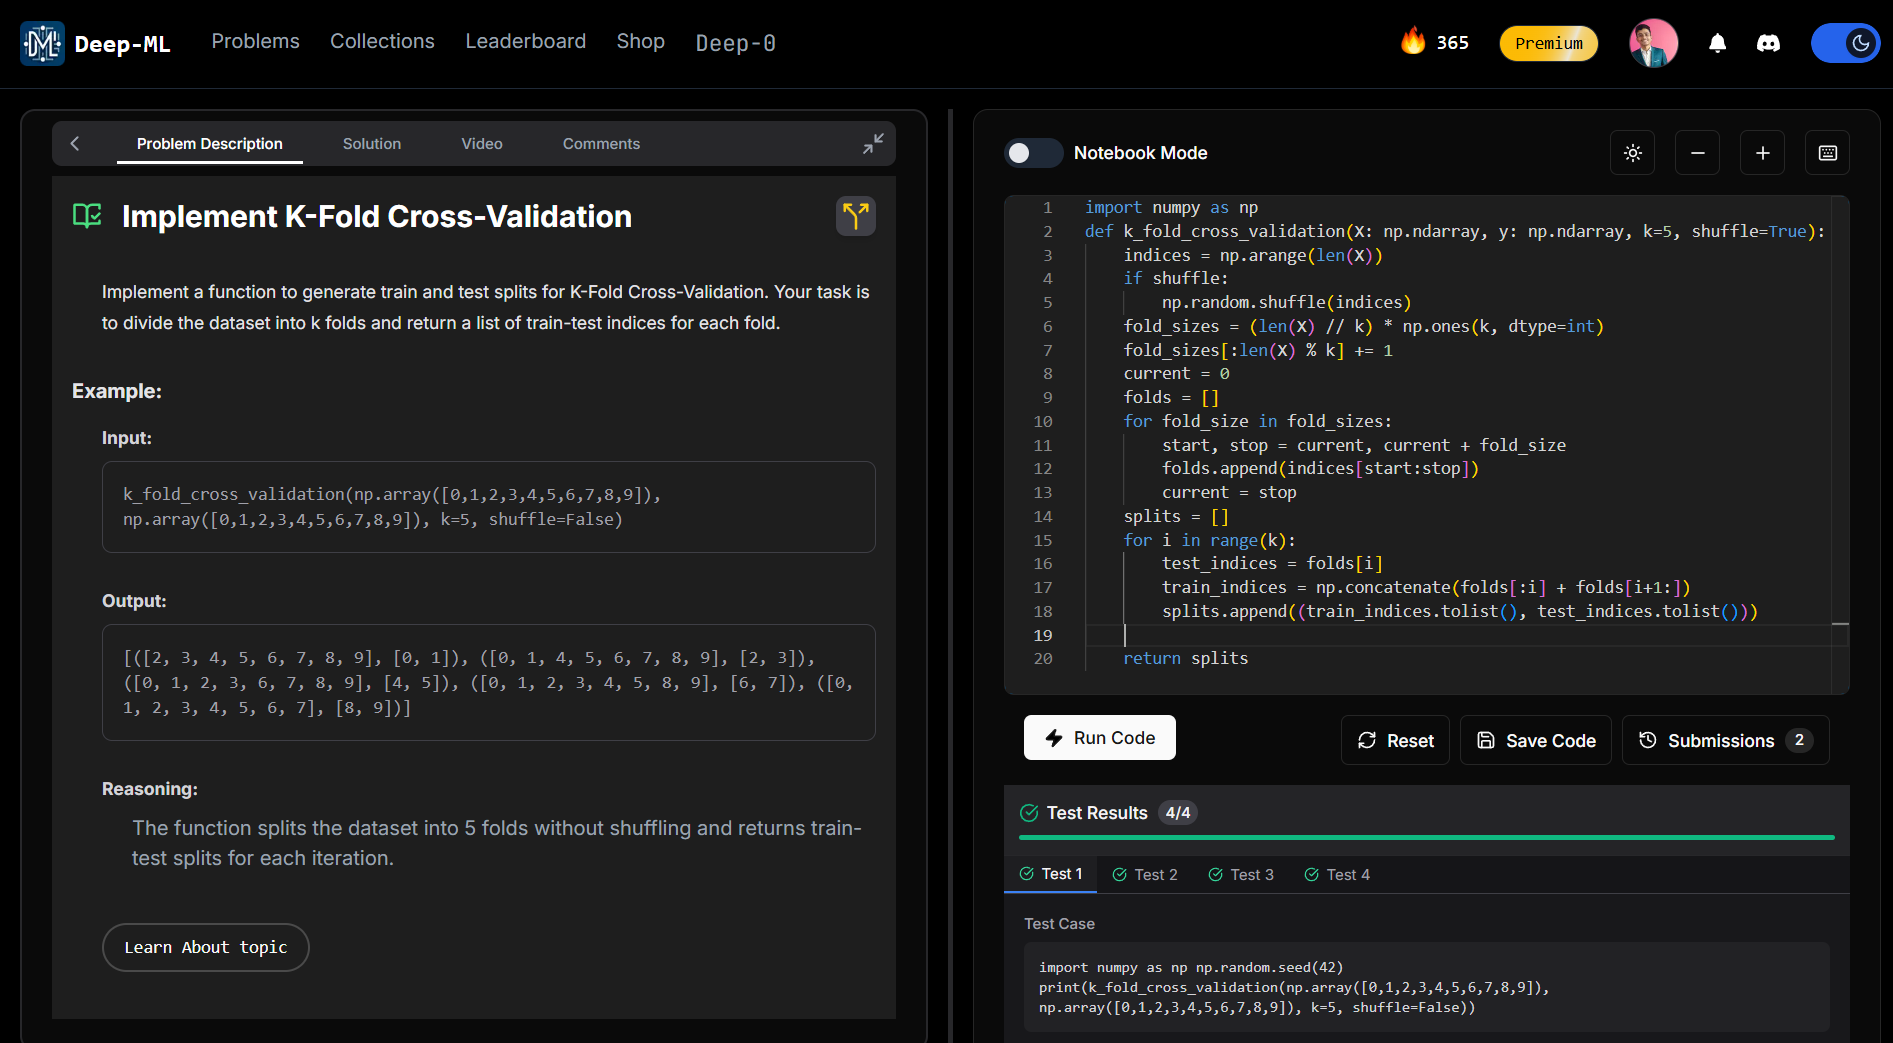 Deep-ML
Problems
Collections
Leaderboard
Shop
Deep-0
365
Premium
Problem Description
Solution
Video
Comments
Implement K-Fold Cross-Validation
Implement a function to generate train and test splits for K-Fold Cross-Validation. Your task is
to divide the dataset into k folds and return a list of train-test indices for each fold.
Example:
Input:
k_fold_cross_validation(np.array([0,1,2,3,4,5,6,7,8,9]),
np.array([0,1,2,3,4,5,6,7,8,9]), k=5, shuffle=False)
Output:
[([2, 3, 4, 5, 6, 7, 8, 9], [0, 1]), ([0, 1, 4, 5, 6, 7, 8, 9], [2, 3]),
([0, 1, 2, 3, 6, 7, 8, 9], [4, 5]), ([0, 1, 2, 3, 4, 5, 8, 9], [6, 7]), ([0,
1, 2, 3, 4, 5, 6, 7], [8, 9])]
Reasoning:
The function splits the dataset into 5 folds without shuffling and returns train-
test splits for each iteration.
Learn About topic
Notebook Mode
1 import numpy as np
2 def k_fold_cross_validation(X: np.ndarray, y: np.ndarray, k=5, shuffle=True):
3 indices = np.arange(len(X))
4 if shuffle:
5 np.random.shuffle(indices)
6 fold_sizes = (len(X) // k) * np.ones(k, dtype=int)
7 fold_sizes[:len(X) % k] += 1
8 current = 0
9 folds = []
10 for fold_size in fold_sizes:
11 start, stop = current, current + fold_size
12 folds.append(indices[start:stop])
13 current = stop
14 splits = []
15 for i in range(k):
16 test_indices = folds[i]
17 train_indices = np.concatenate(folds[:i] + folds[i+1:])
18 splits.append((train_indices.tolist(), test_indices.tolist()))
19
20 return splits
Run Code
Reset
Save Code
Submissions 2
Test Results 4/4
Test 1
Test 2
Test 3
Test 4
Test Case
import numpy as np np.random.seed(42)
print(k_fold_cross_validation(np.array([0,1,2,3,4,5,6,7,8,9]),
np.array([0,1,2,3,4,5,6,7,8,9]), k=5, shuffle=False))